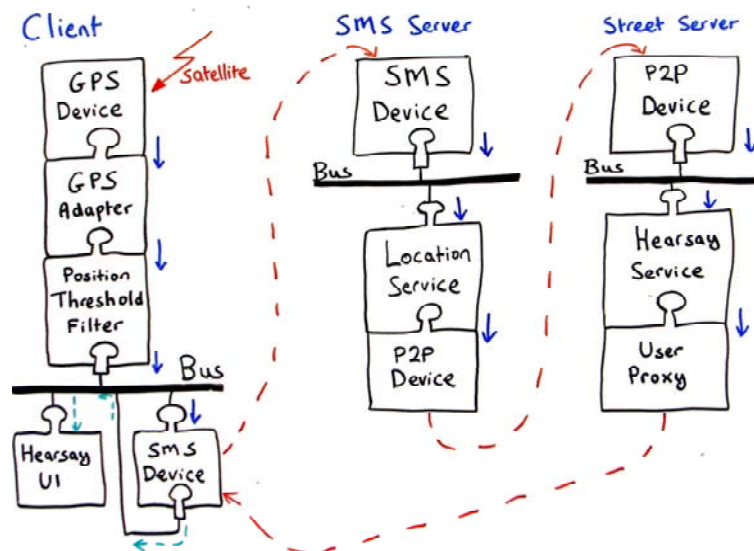 Client
SMS Server
Street Server
Satellite
GPS
Device
GPS
Adapter
Position
Threshold
Filter
Bus
Hearsay
UI
SMS
Device
SMS
Device
Bus
Location
Service
P2P
Device
P2P
Device
Bus
Hearsay
Service
User
Proxy